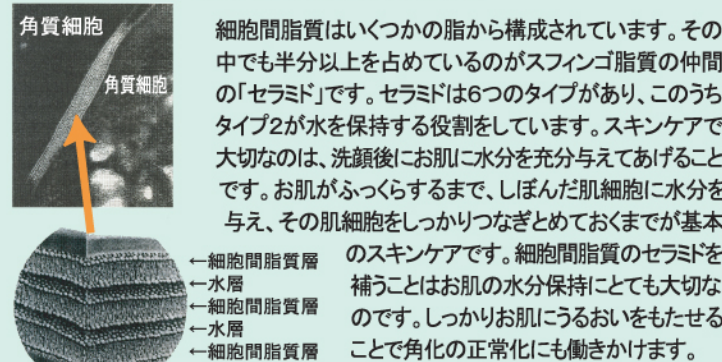 角質細胞
角質細胞
細胞間脂質はいくつかの脂から構成されています。その
中でも半分以上を占めているのがスフィンゴ脂質の仲間
の「セラミド」です。セラミドは6つのタイプがあり、このうち
タイプ2が水を保持する役割をしています。スキンケアで
大切なのは、洗顔後にお肌に水分を充分与えてあげること
です。お肌がふっくらするまで、しぼんだ肌細胞に水分を
与え、その肌細胞をしっかりつなぎとめておくまでが基本
のスキンケアです。細胞間脂質のセラミドを
補うことはお肌の水分保持にとても大切な
のです。しっかりお肌にうるおいをもたせる
ことで角化の正常化にも働きかけます。
←細胞間脂質層
←水層
←細胞間脂質層
←水層
←細胞間脂質層